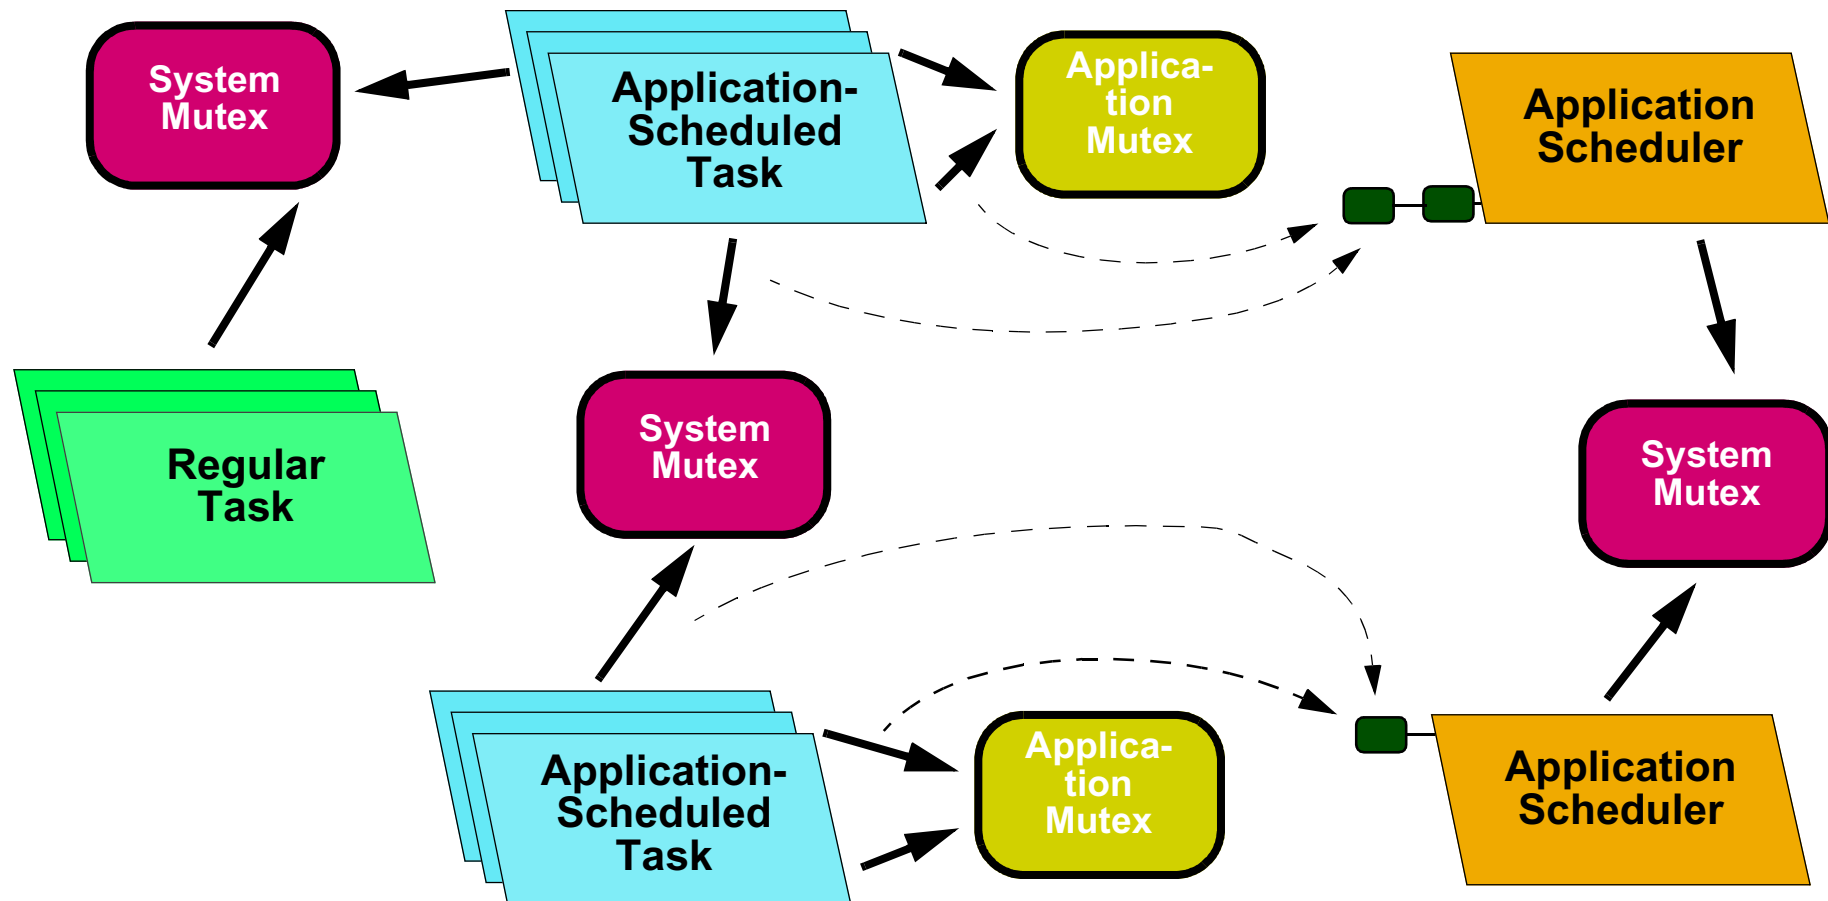 System
Mutex
Application-
Scheduled
Task
Applica-
tion
Mutex
Application
Scheduler
Regular
Task
System
Mutex
System
Mutex
Application-
Scheduled
Task
Applica-
tion
Mutex
Application
Scheduler